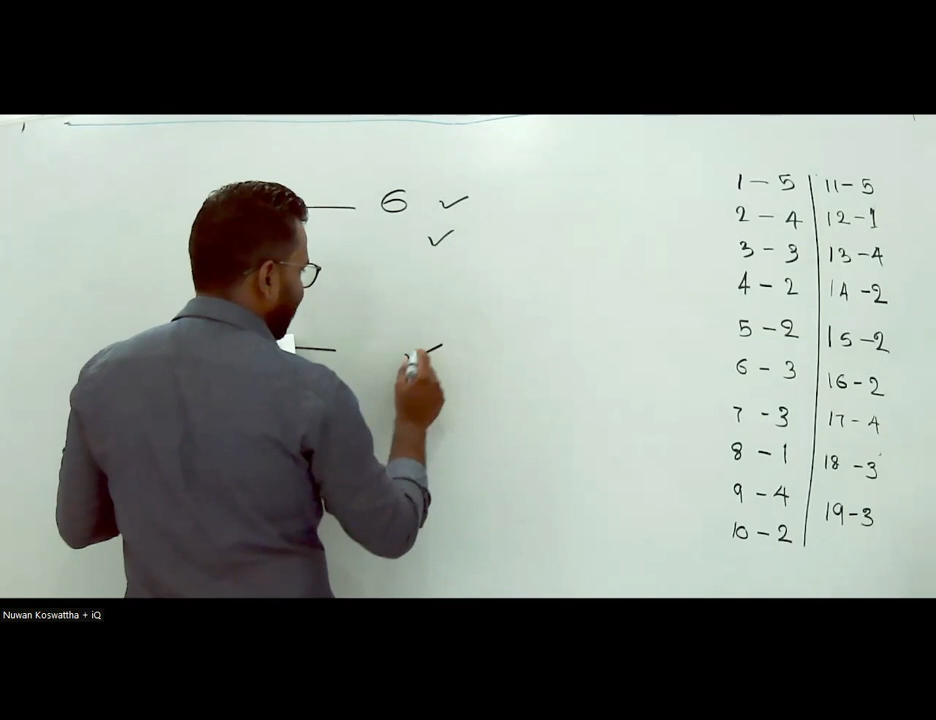 — 6 ✓
✓
1 – 5
2 – 4
3 – 3
4 – 2
5 – 2
6 – 3
7 – 3
8 – 1
9 – 4
10 – 2
11 – 5
12 – 1
13 – 4
14 – 2
15 – 2
16 – 2
17 – 4
18 – 3
19 – 3
Nuwan Koswattha + iQ